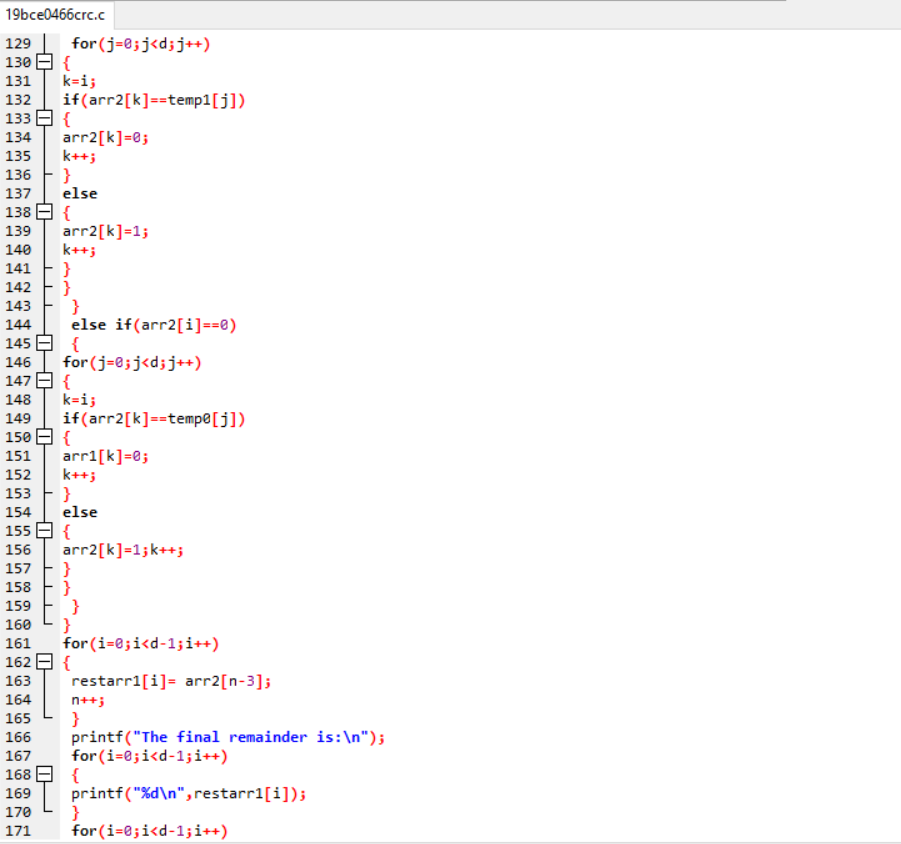 19bce0466crc.c
129 for(j=0;j<d;j++)
130 {
131 k=i;
132 if(arr2[k]==temp1[j])
133 {
134 arr2[k]=0;
135 k++;
136 }
137 else
138 {
139 arr2[k]=1;
140 k++;
141 }
142 }
143 }
144 else if(arr2[i]==0)
145 {
146 for(j=0;j<d;j++)
147 {
148 k=i;
149 if(arr2[k]==temp0[j])
150 {
151 arr1[k]=0;
152 k++;
153 }
154 else
155 {
156 arr2[k]=1;k++;
157 }
158 }
159 }
160 }
161 for(i=0;i<d-1;i++)
162 {
163 restarr1[i]= arr2[n-3];
164 n++;
165 }
166 printf("The final remainder is:\n");
167 for(i=0;i<d-1;i++)
168 {
169 printf("%d\n",restarr1[i]);
170 }
171 for(i=0;i<d-1;i++)